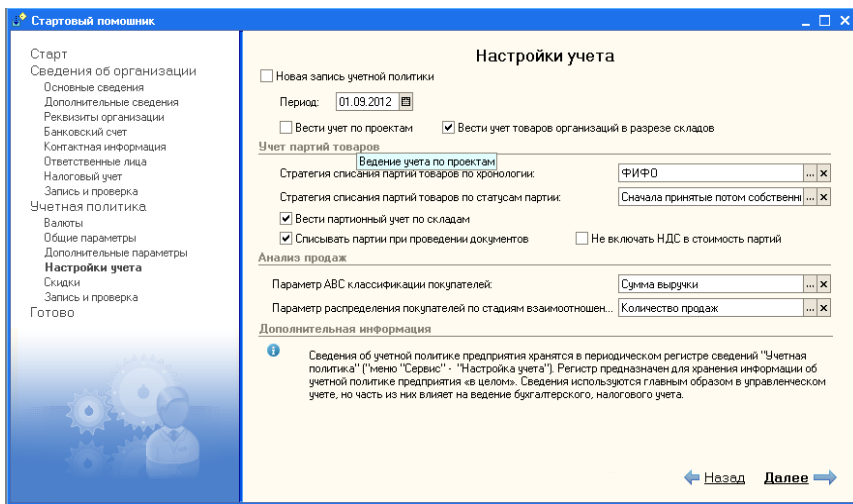 Стартовый помошник
Старт
Сведения об организации
Основные сведения
Дополнительные сведения
Реквизиты организации
Банковский счет
Контактная информация
Ответственные лица
Налоговый учет
Запись и проверка
Учетная политика
Валюты
Общие параметры
Дополнительные параметры
Настройки учета
Скидки
Запись и проверка
Готово
Настройки учета
Новая запись учетной политики
Период: 01.09.2012
Вести учет по проектам Вести учет товаров организаций в разрезе складов
Учет партий товаров
Ведение учета по проектам
Стратегия списания партий товаров по хронологии: ФИФО ... x
Стратегия списания партий товаров по статусам партии: Сначала принятые потом собственн ... x
Вести партионный учет по складам
Списывать партии при проведении документов Не включать НДС в стоимость партий
Анализ продаж
Параметр ABC классификации покупателей: Сумма выручки ... x
Параметр распределения покупателей по стадиям взаимоотношен... Количество продаж ... x
Дополнительная информация
Сведения об учетной политике предприятия хранятся в периодическом регистре сведений "Учетная
политика" ("меню "Сервис" - "Настройка учета"). Регистр предназначен для хранения информации об
учетной политике предприятия «в целом». Сведения используются главным образом в управленческом
учете, но часть из них влияет на ведение бухгалтерского, налогового учета.
Назад Далее